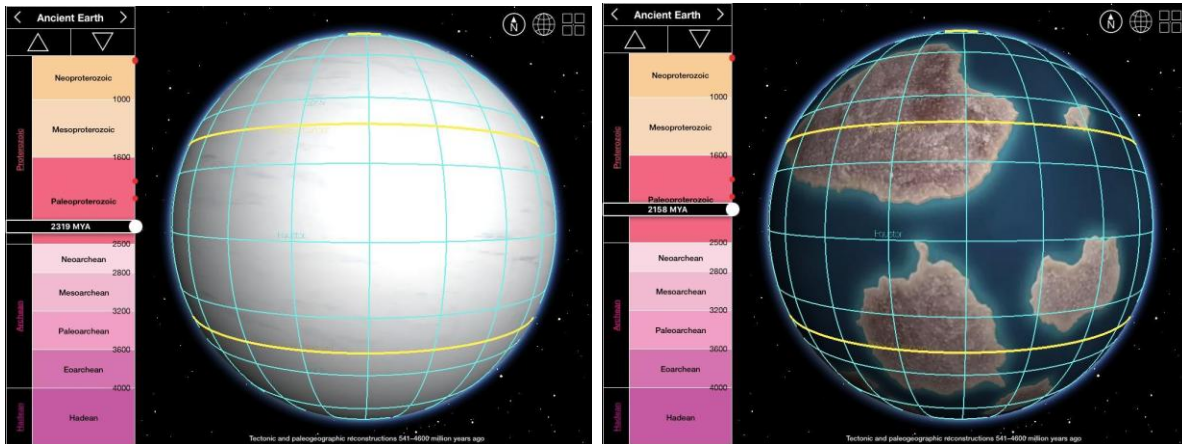 Ancient Earth
Neoproterozoic
1000
Mesoproterozoic
1600
Proterozoic
Paleoproterozoic
2319 MYA
2500
Neoarchean
2800
Mesoarchean
3200
Archean
Paleoarchean
3600
Eoarchean
4000
Hadean
Hadean
N
Equator
Tectonic and paleogeographic reconstructions 541–4600 million years ago
Ancient Earth
Neoproterozoic
1000
Mesoproterozoic
1600
Proterozoic
Paleoproterozoic
2158 MYA
2500
Neoarchean
2800
Mesoarchean
3200
Archean
Paleoarchean
3600
Eoarchean
4000
Hadean
Hadean
N
Equator
Tectonic and paleogeographic reconstructions 541–4600 million years ago